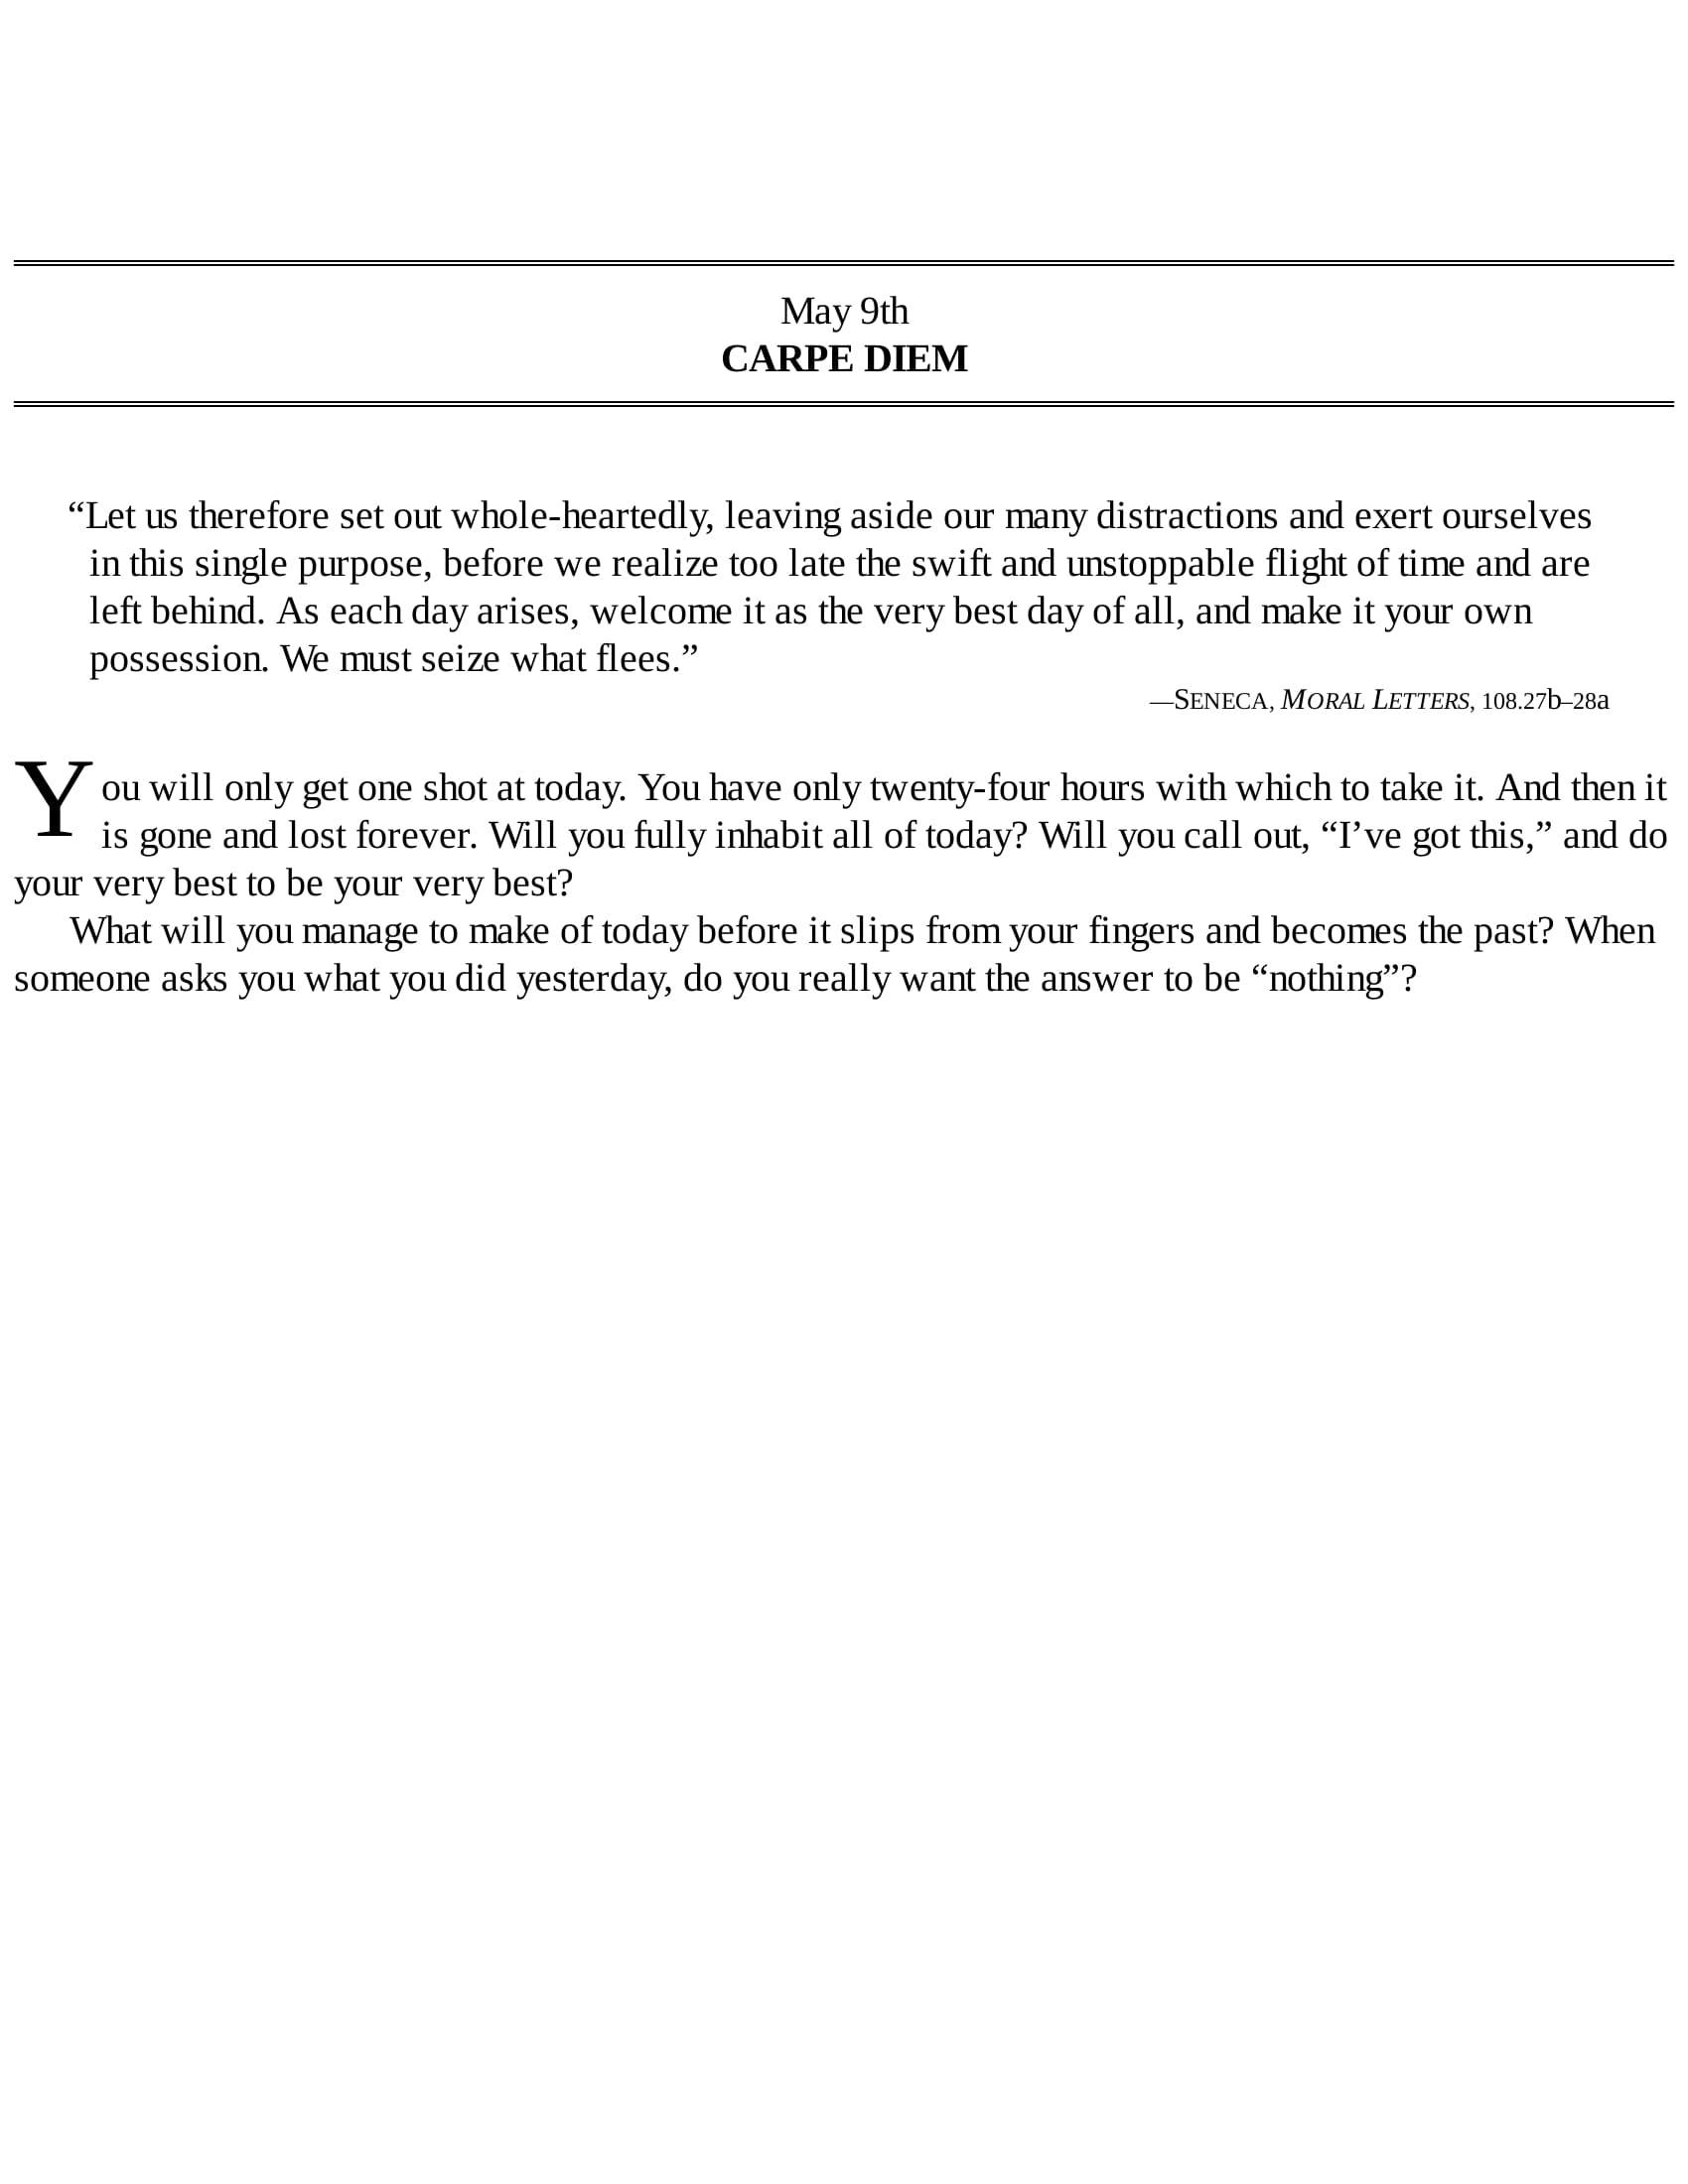 May 9th
CARPE DIEM
“Let us therefore set out whole-heartedly, leaving aside our many distractions and exert ourselves
in this single purpose, before we realize too late the swift and unstoppable flight of time and are
left behind. As each day arises, welcome it as the very best day of all, and make it your own
possession. We must seize what flees.”
—SENECA, MORAL LETTERS, 108.27b–28a
You will only get one shot at today. You have only twenty-four hours with which to take it. And then it
is gone and lost forever. Will you fully inhabit all of today? Will you call out, “I’ve got this,” and do
your very best to be your very best?
What will you manage to make of today before it slips from your fingers and becomes the past? When
someone asks you what you did yesterday, do you really want the answer to be “nothing”?